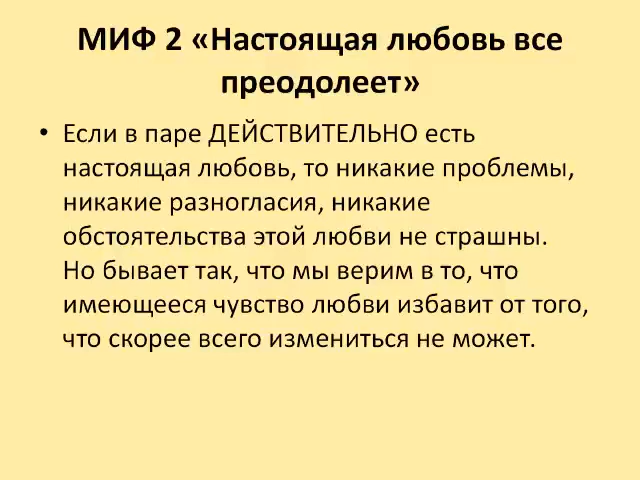 МИФ 2 «Настоящая любовь все
преодолеет»
• Если в паре ДЕЙСТВИТЕЛЬНО есть
настоящая любовь, то никакие проблемы,
никакие разногласия, никакие
обстоятельства этой любви не страшны.
Но бывает так, что мы верим в то, что
имеющееся чувство любви избавит от того,
что скорее всего измениться не может.